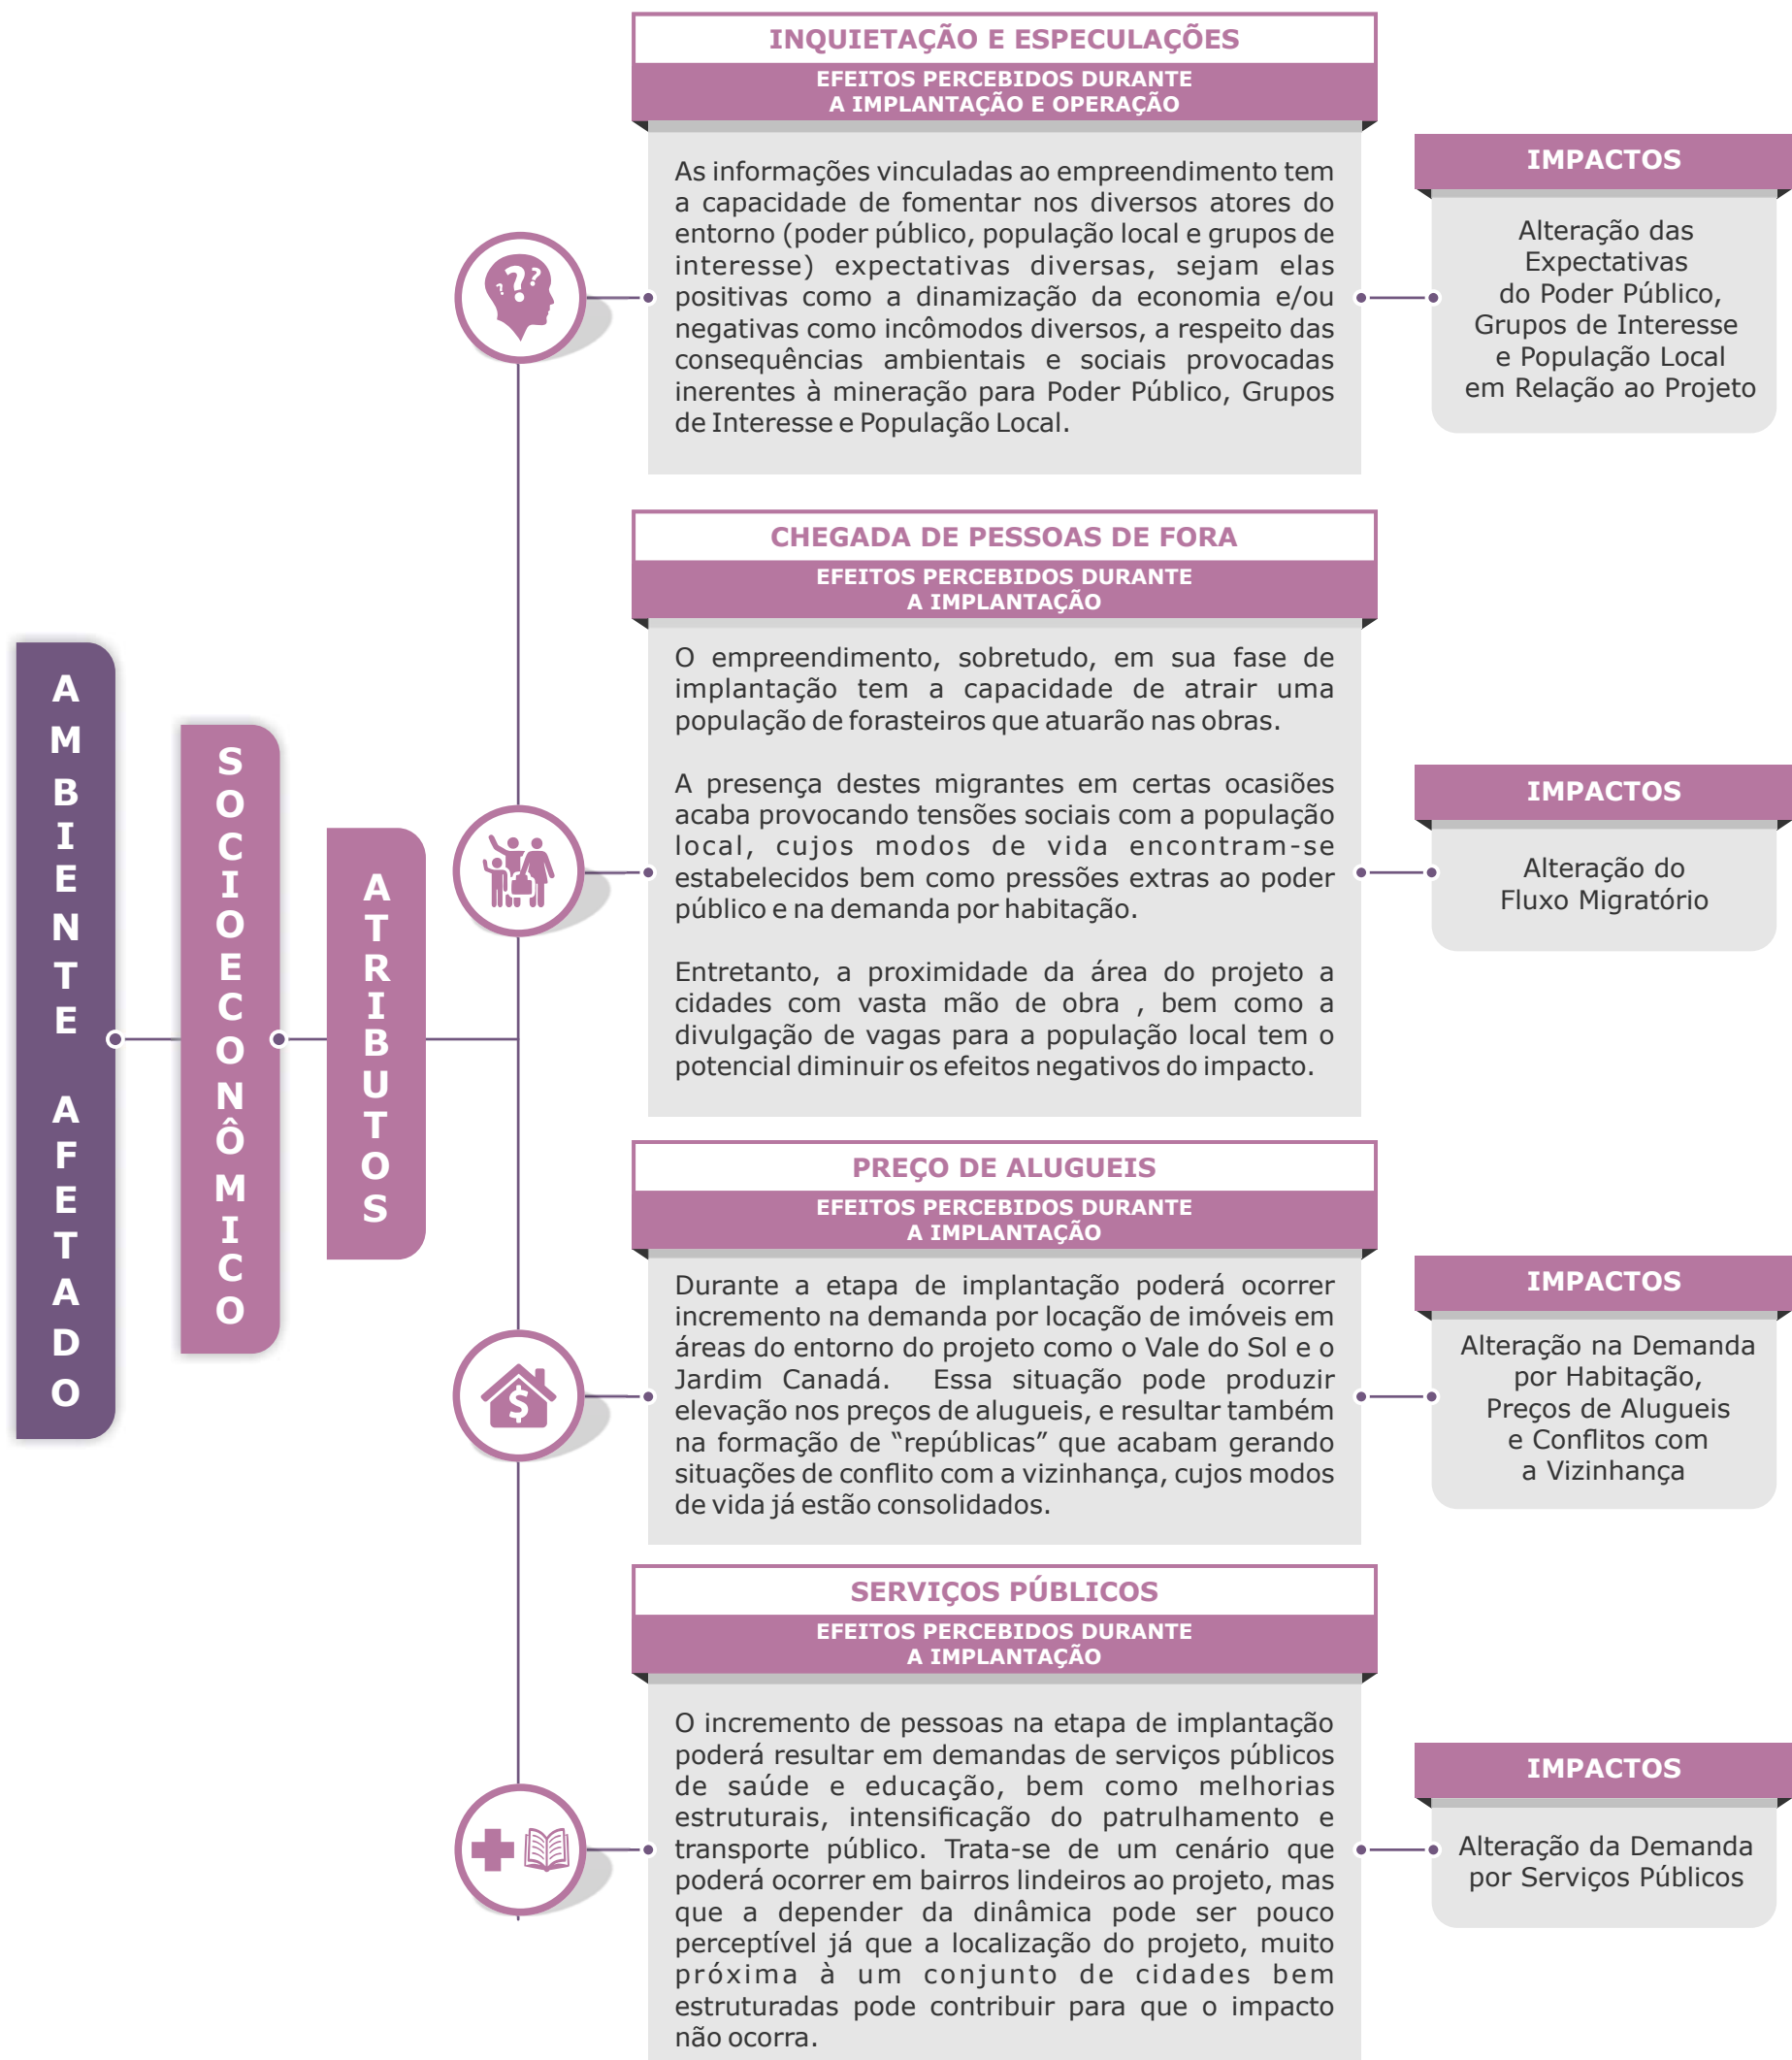 AMBIENTE AFETADO
SOCIOECONÔMICO
ATRIBUTOS
INQUIETAÇÃO E ESPECULAÇÕES
EFEITOS PERCEBIDOS DURANTE
A IMPLANTAÇÃO E OPERAÇÃO
As informações vinculadas ao empreendimento tem
a capacidade de fomentar nos diversos atores do
entorno (poder público, população local e grupos de
interesse) expectativas diversas, sejam elas
positivas como a dinamização da economia e/ou
negativas como incômodos diversos, a respeito das
consequências ambientais e sociais provocadas
inerentes à mineração para Poder Público, Grupos
de Interesse e População Local.
IMPACTOS
Alteração das
Expectativas
do Poder Público,
Grupos de Interesse
e População Local
em Relação ao Projeto
CHEGADA DE PESSOAS DE FORA
EFEITOS PERCEBIDOS DURANTE
A IMPLANTAÇÃO
O empreendimento, sobretudo, em sua fase de
implantação tem a capacidade de atrair uma
população de forasteiros que atuarão nas obras.
A presença destes migrantes em certas ocasiões
acaba provocando tensões sociais com a população
local, cujos modos de vida encontram-se
estabelecidos bem como pressões extras ao poder
público e na demanda por habitação.
Entretanto, a proximidade da área do projeto a
cidades com vasta mão de obra , bem como a
divulgação de vagas para a população local tem o
potencial diminuir os efeitos negativos do impacto.
IMPACTOS
Alteração do
Fluxo Migratório
PREÇO DE ALUGUEIS
EFEITOS PERCEBIDOS DURANTE
A IMPLANTAÇÃO
Durante a etapa de implantação poderá ocorrer
incremento na demanda por locação de imóveis em
áreas do entorno do projeto como o Vale do Sol e o
Jardim Canadá. Essa situação pode produzir
elevação nos preços de alugueis, e resultar também
na formação de “repúblicas” que acabam gerando
situações de conflito com a vizinhança, cujos modos
de vida já estão consolidados.
IMPACTOS
Alteração na Demanda
por Habitação,
Preços de Alugueis
e Conflitos com
a Vizinhança
SERVIÇOS PÚBLICOS
EFEITOS PERCEBIDOS DURANTE
A IMPLANTAÇÃO
O incremento de pessoas na etapa de implantação
poderá resultar em demandas de serviços públicos
de saúde e educação, bem como melhorias
estruturais, intensificação do patrulhamento e
transporte público. Trata-se de um cenário que
poderá ocorrer em bairros lindeiros ao projeto, mas
que a depender da dinâmica pode ser pouco
perceptível já que a localização do projeto, muito
próxima à um conjunto de cidades bem
estruturadas pode contribuir para que o impacto
não ocorra.
IMPACTOS
Alteração da Demanda
por Serviços Públicos